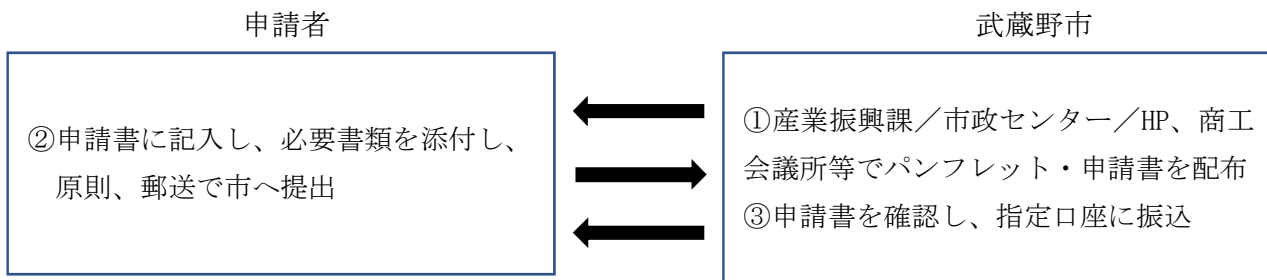 申請者
武蔵野市
②申請書に記入し、必要書類を添付し、
原則、郵送で市へ提出
①産業振興課／市政センター／HP、商工
会議所等でパンフレット・申請書を配布
③申請書を確認し、指定口座に振込